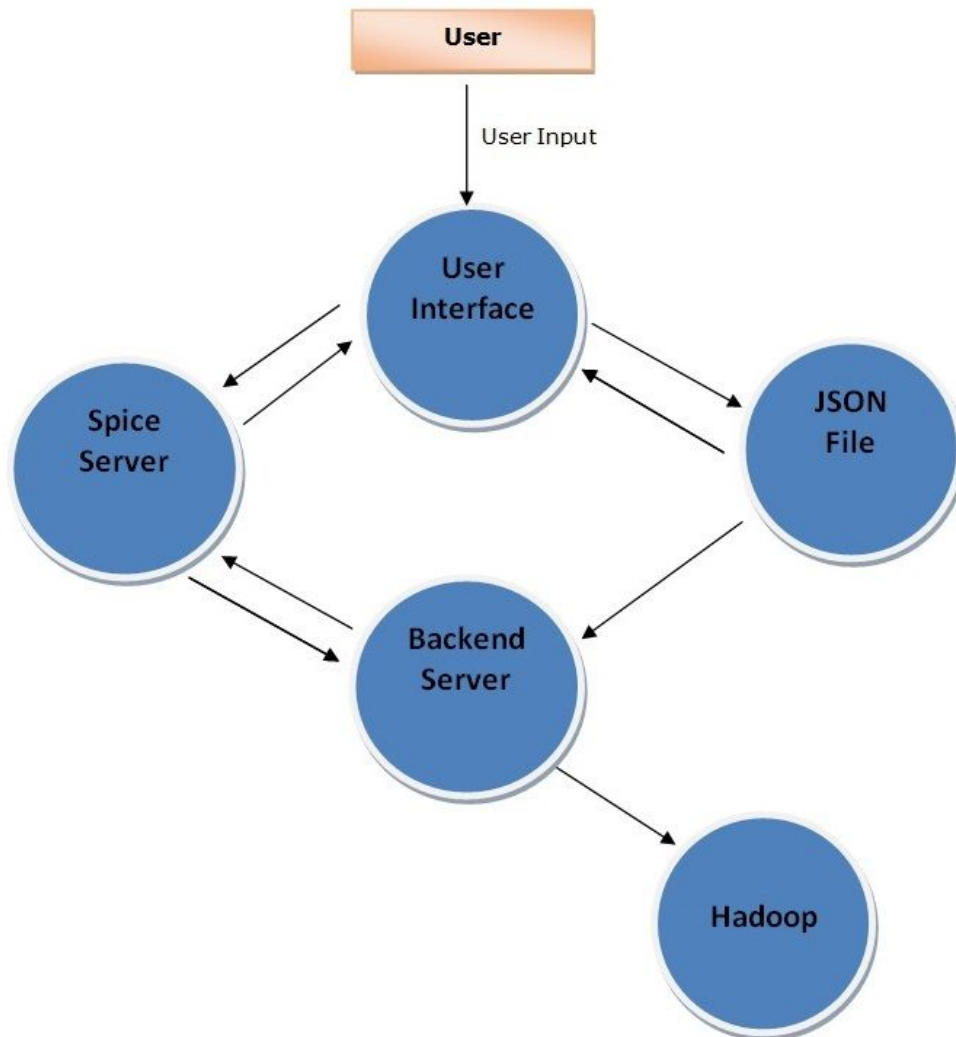 User
User Input
User
Interface
Spice
Server
JSON
File
Backend
Server
Hadoop